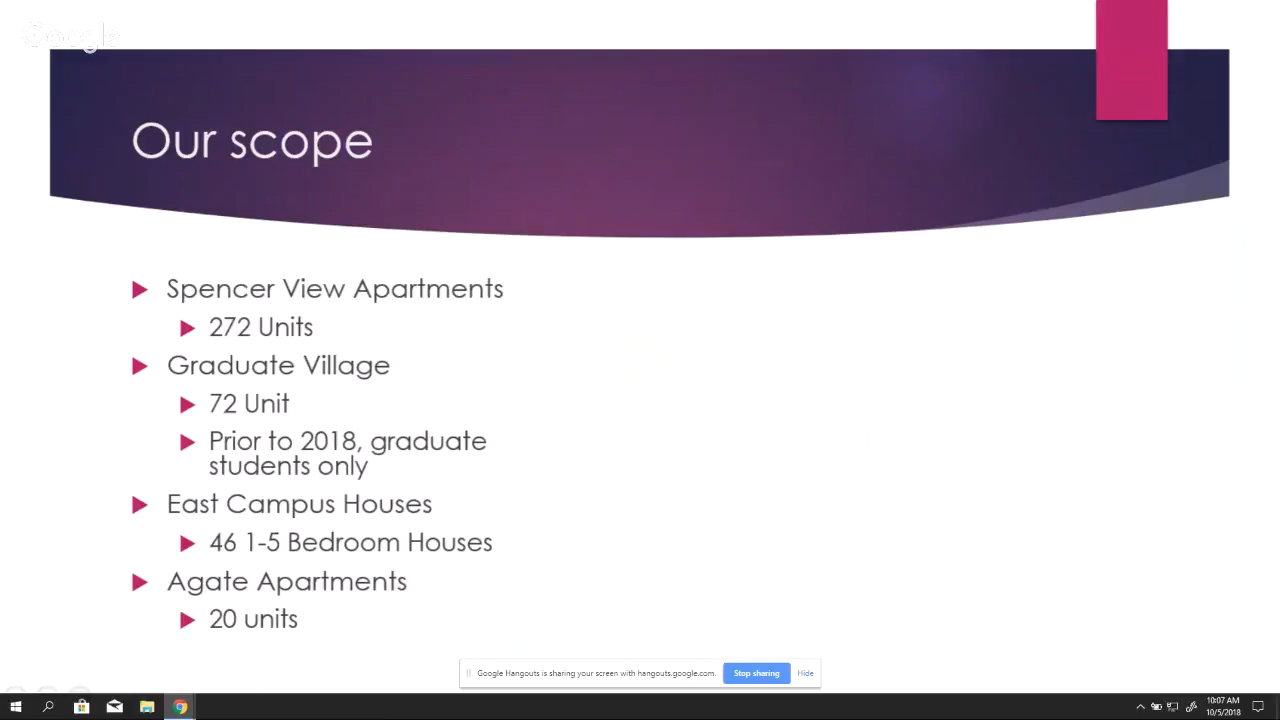 Google
Our scope
Spencer View Apartments
272 Units
Graduate Village
72 Unit
Prior to 2018, graduate
students only
East Campus Houses
46 1-5 Bedroom Houses
Agate Apartments
20 units
Google Hangouts is sharing your screen with hangouts.google.com.
Stop sharing
Hide
10:07 AM
10/5/2018